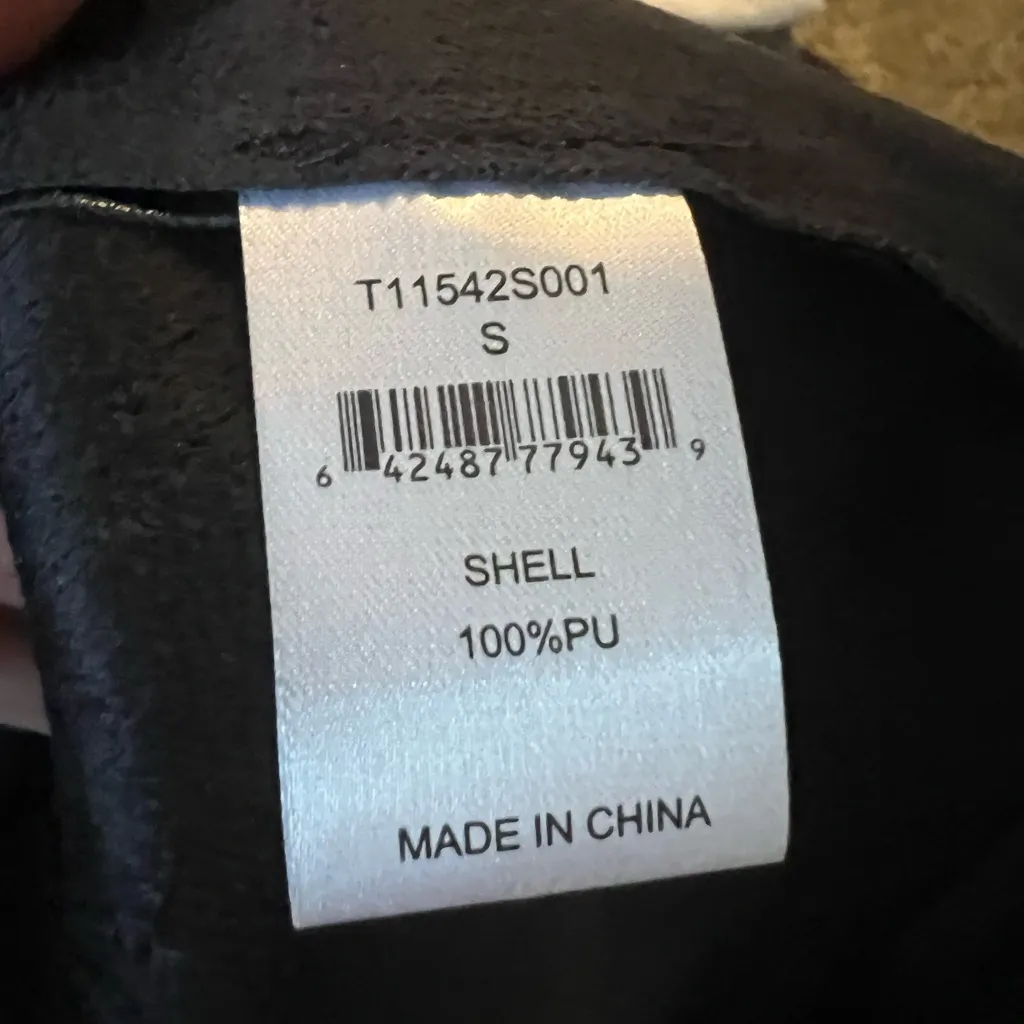 T11542S001
S
6 42487 77943 9
SHELL
100%PU
MADE IN CHINA